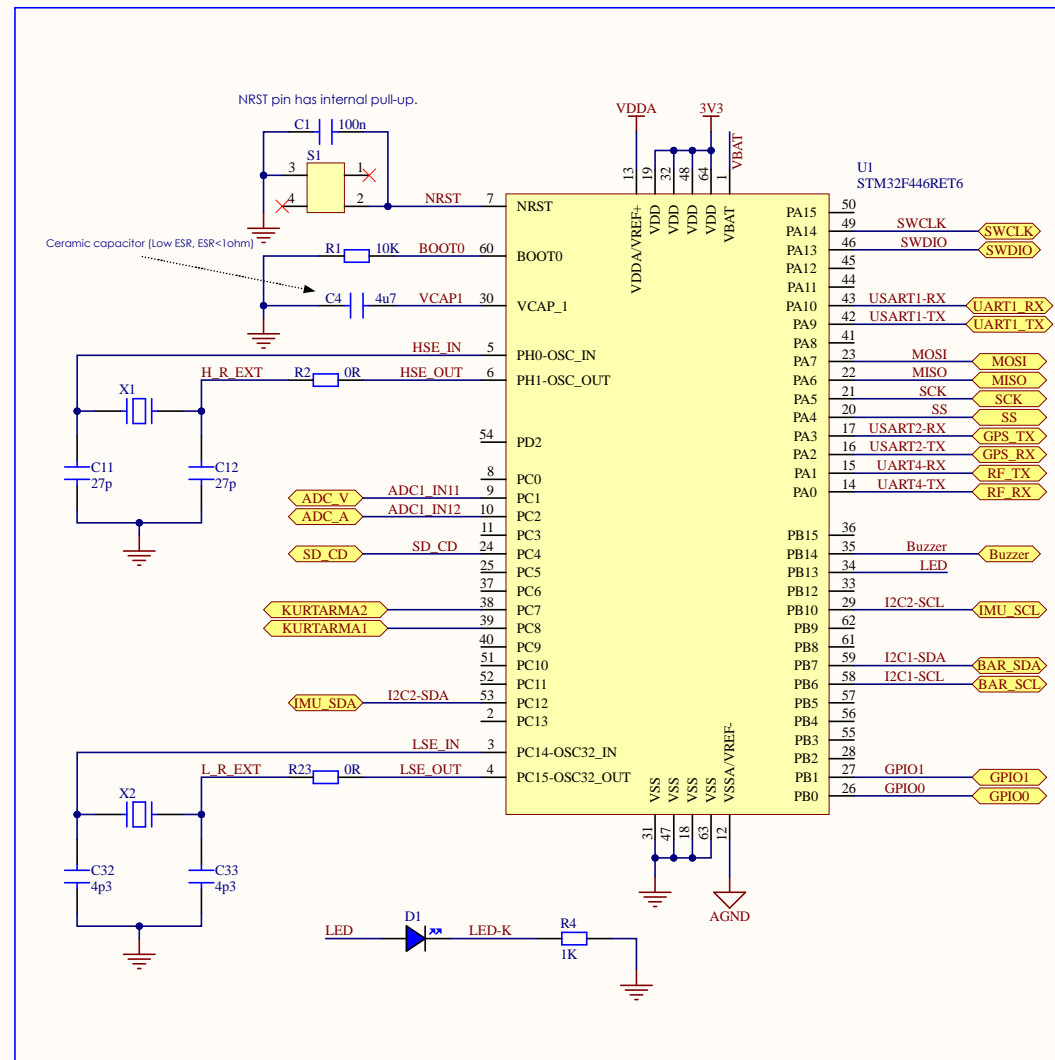 NRST pin has internal pull-up.
C1 100n
S1
3 1
4 2
NRST 7 NRST
Ceramic capacitor (Low ESR, ESR<1ohm)
R1 10K BOOT0 60 BOOT0
C4 4u7 VCAP1 30 VCAP_1
HSE_IN 5 PH0-OSC_IN
H_R_EXT R2 0R HSE_OUT 6 PH1-OSC_OUT
X1
C11
27p
C12
27p
54 PD2
8 PC0
ADC_V ADC1_IN11 9 PC1
ADC_A ADC1_IN12 10 PC2
11 PC3
SD_CD SD_CD 24 PC4
25 PC5
37 PC6
KURTARMA2 38 PC7
KURTARMA1 39 PC8
40 PC9
51 PC10
52 PC11
IMU_SDA I2C2-SDA 53 PC12
2 PC13
LSE_IN 3 PC14-OSC32_IN
L_R_EXT R23 0R LSE_OUT 4 PC15-OSC32_OUT
X2
C32
4p3
C33
4p3
VDDA
3V3
VBAT
13 VDDA/VREF+
19 VDD
32 VDD
48 VDD
64 VDD
1 VBAT
U1
STM32F446RET6
PA15 50
PA14 49 SWCLK SWCLK
PA13 46 SWDIO SWDIO
PA12 45
PA11 44
PA10 43 USART1-RX UART1_RX
PA9 42 USART1-TX UART1_TX
PA8 41
PA7 23 MOSI MOSI
PA6 22 MISO MISO
PA5 21 SCK SCK
PA4 20 SS SS
PA3 17 USART2-RX GPS_TX
PA2 16 USART2-TX GPS_RX
PA1 15 UART4-RX RF_TX
PA0 14 UART4-TX RF_RX
PB15 36
PB14 35 Buzzer Buzzer
PB13 34 LED
PB12 33
PB10 29 I2C2-SCL IMU_SCL
PB9 62
PB8 61
PB7 59 I2C1-SDA BAR_SDA
PB6 58 I2C1-SCL BAR_SCL
PB5 57
PB4 56
PB3 55
PB2 28
PB1 27 GPIO1 GPIO1
PB0 26 GPIO0 GPIO0
VSS 31
VSS 47
VSS 18
VSS 63
VSSA/VREF- 12
AGND
LED D1 LED-K R4
1K